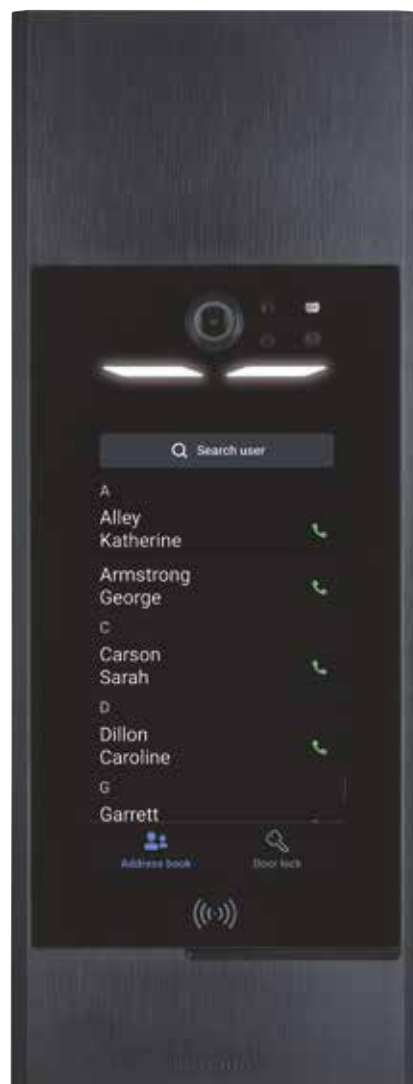 Search user
A
Alley
Katherine
Armstrong
George
C
Carson
Sarah
D
Dillon
Caroline
G
Garrett
Address book
Door lock